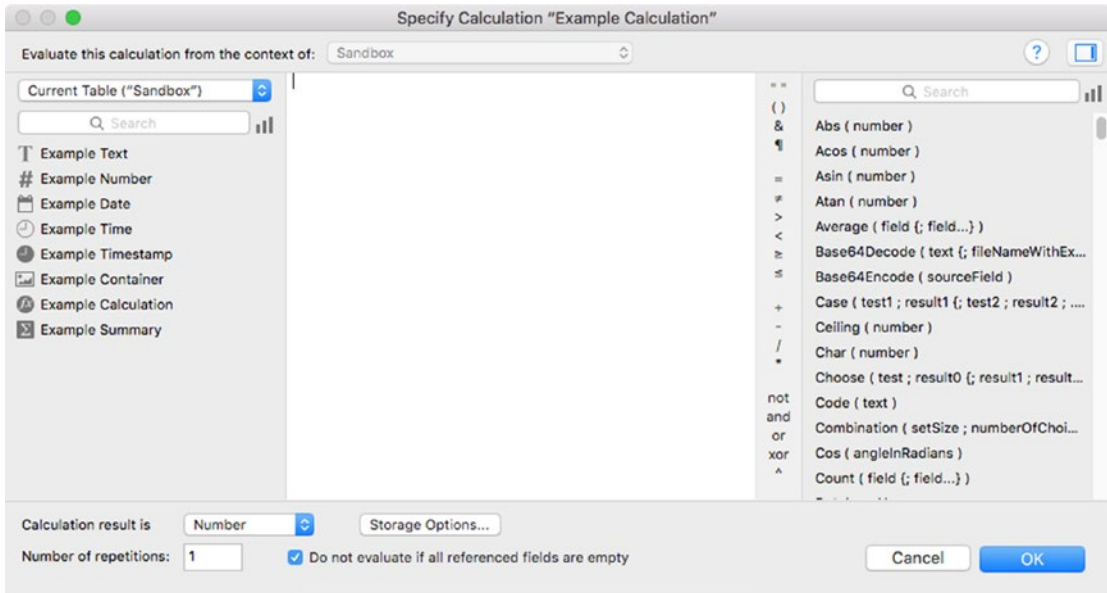 Specify Calculation “Example Calculation”
Evaluate this calculation from the context of: Sandbox
?
Current Table (“Sandbox”)
Search
T Example Text
# Example Number
Example Date
Example Time
Example Timestamp
Example Container
fx Example Calculation
Σ Example Summary
" "
( )
&
¶
=
≠
>
<
≥
≤
+
-
/
*
not
and
or
xor
^
Search
Abs ( number )
Acos ( number )
Asin ( number )
Atan ( number )
Average ( field {; field...} )
Base64Decode ( text {; fileNameWithEx...
Base64Encode ( sourceField )
Case ( test1 ; result1 {; test2 ; result2 ; ....
Ceiling ( number )
Char ( number )
Choose ( test ; result0 {; result1 ; result...
Code ( text )
Combination ( setSize ; numberOfChoi...
Cos ( angleInRadians )
Count ( field {; field...} )
Calculation result is Number Storage Options...
Number of repetitions: 1 Do not evaluate if all referenced fields are empty
Cancel OK